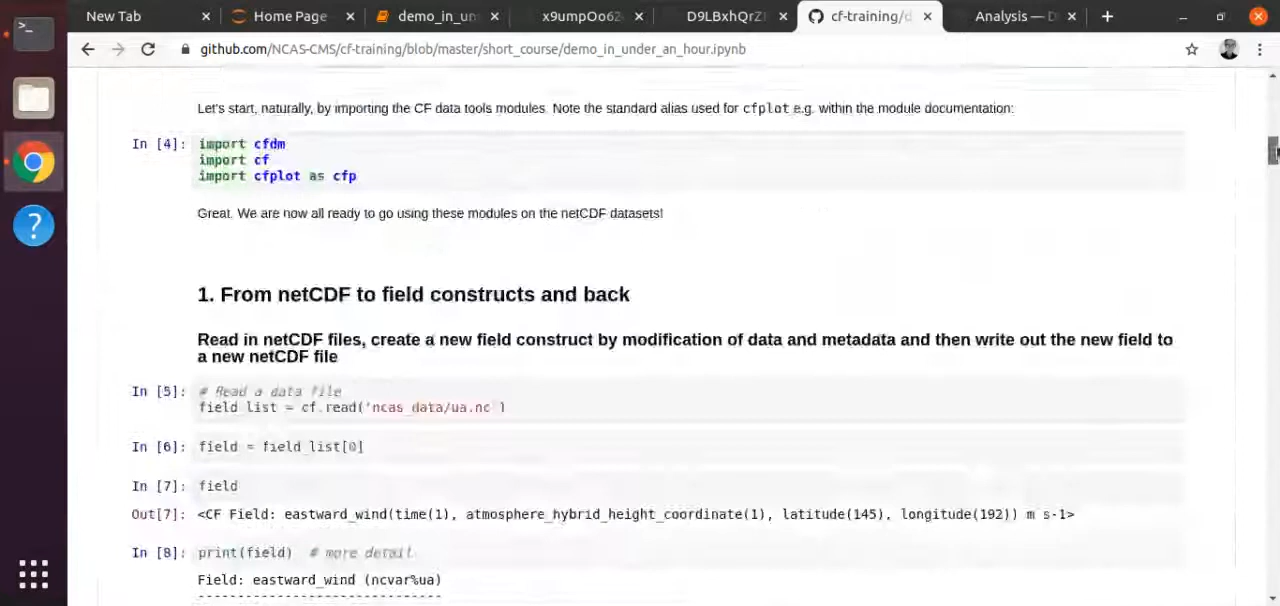 New Tab × Home Page × demo_in_un × x9umpOo62 × D9LBxhQrZ × cf-training/d × Analysis — D × +
github.com/NCAS-CMS/cf-training/blob/master/short_course/demo_in_under_an_hour.ipynb
Let's start, naturally, by importing the CF data tools modules. Note the standard alias used for cfplot e.g. within the module documentation:
In [4]: import cfdm
import cf
import cfplot as cfp
Great. We are now all ready to go using these modules on the netCDF datasets!
1. From netCDF to field constructs and back
Read in netCDF files, create a new field construct by modification of data and metadata and then write out the new field to
a new netCDF file
In [5]: # Read a data file
field_list = cf.read('ncas_data/ua.nc')
In [6]: field = field_list[0]
In [7]: field
Out[7]: <CF Field: eastward_wind(time(1), atmosphere_hybrid_height_coordinate(1), latitude(145), longitude(192)) m s-1>
In [8]: print(field) # more detail
Field: eastward_wind (ncvar%ua)
-------------------------------